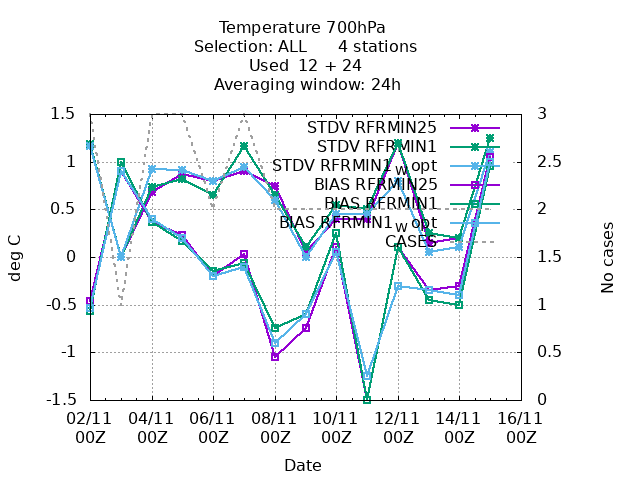 Temperature 700hPa
Selection: ALL 4 stations
Used 12 + 24
Averaging window: 24h
STDV RFRMIN25
STDV RFRMIN1
STDV RFRMIN1w opt
BIAS RFRMIN25
BIAS RFRMIN1
BIAS RFRMIN1w opt
CASES
1.5
1
0.5
0
-0.5
-1
-1.5
deg C
3
2.5
2
1.5
1
0.5
0
No cases
02/11 04/11 06/11 08/11 10/11 12/11 14/11 16/11
00Z 00Z 00Z 00Z 00Z 00Z 00Z 00Z
Date